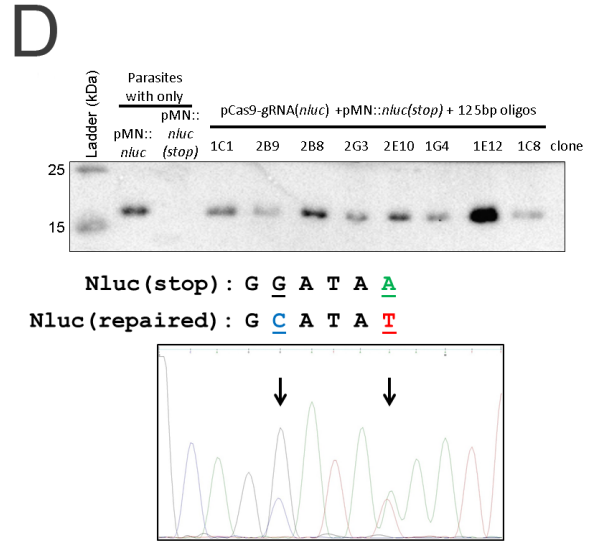 D
Ladder (kDa)
Parasites
with only
pMN::
nluc
pMN::
nluc
(stop)
pCas9-gRNA(nluc) +pMN::nluc(stop) + 125bp oligos
1C1 2B9 2B8 2G3 2E10 1G4 1E12 1C8 clone
25
15
Nluc(stop): G G A T A A
Nluc(repaired): G C A T A T